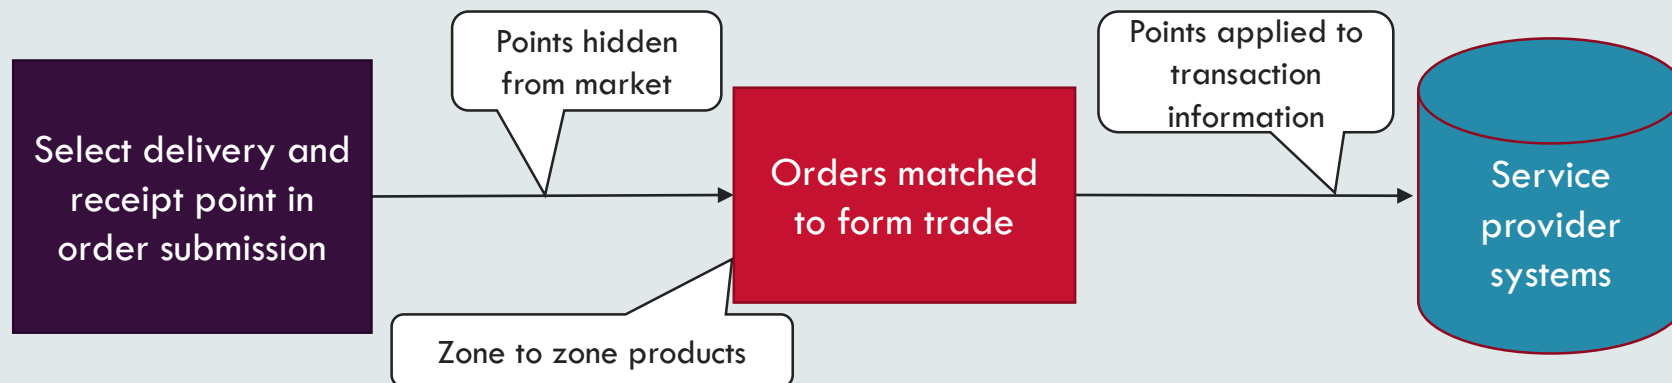 Select delivery and
receipt point in
order submission
Points hidden
from market
Zone to zone products
Orders matched
to form trade
Points applied to
transaction
information
Service
provider
systems